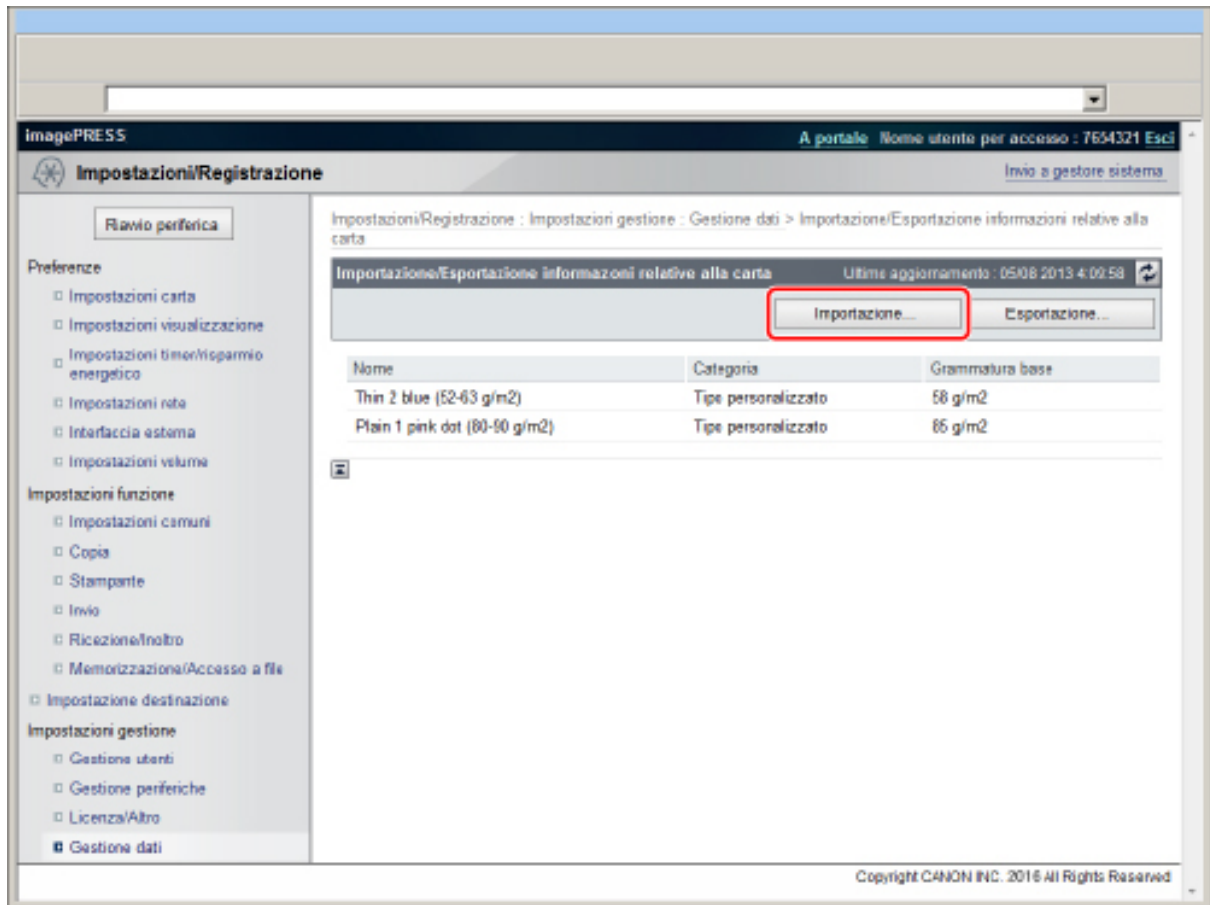 imagePRESS
A portale Nome utente per accesso : 7654321 Esci
Impostazioni/Registrazione
Invio a gestore sistema
Riavvio periferica
Preferenze
Impostazioni carta
Impostazioni visualizzazione
Impostazioni timer/risparmio
energetico
Impostazioni rete
Interfaccia esterna
Impostazioni volume
Impostazioni funzione
Impostazioni comuni
Copia
Stampante
Invio
Ricezione/Inoltro
Memorizzazione/Accesso a file
Impostazione destinazione
Impostazioni gestione
Gestione utenti
Gestione periferiche
Licenza/Altro
Gestione dati
Impostazioni/Registrazione : Impostazioni gestione : Gestione dati > Importazione/Esportazione informazioni relative alla
carta
Importazione/Esportazione informazoni relative alla carta
Ultimo aggiornamento : 05/08 2013 4:09:58
Importazione...
Esportazione...
Nome Categoria Grammatura base
Thin 2 blue (52-63 g/m2) Tipo personalizzato 58 g/m2
Plain 1 pink dot (80-90 g/m2) Tipo personalizzato 85 g/m2
Copyright CANON INC. 2016 All Rights Reserved